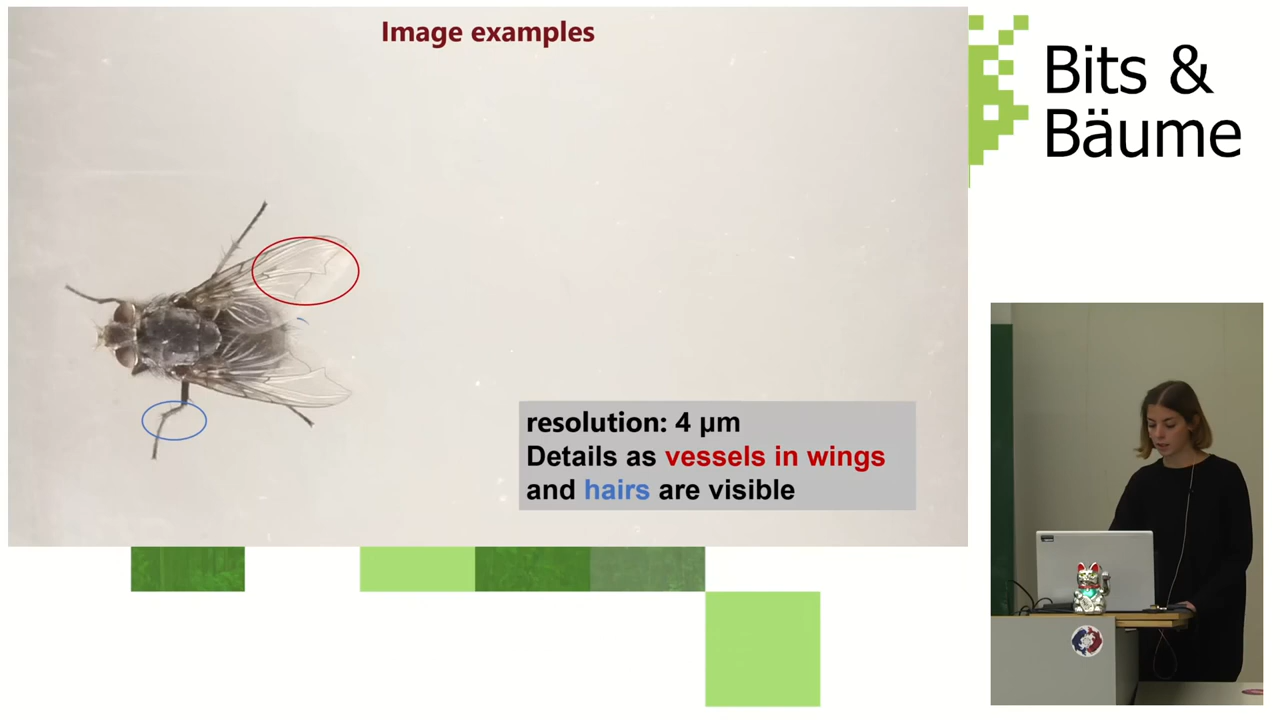 Image examples
Bits &
Bäume
resolution: 4 µm
Details as vessels in wings
and hairs are visible